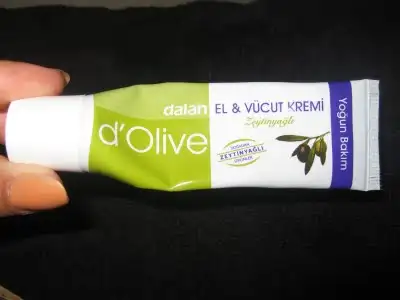 dalan
d'Olive
EL & VÜCUT KREMİ
Zeytinyağlı
ZEYTİNYAĞLI
Yoğun Bakım